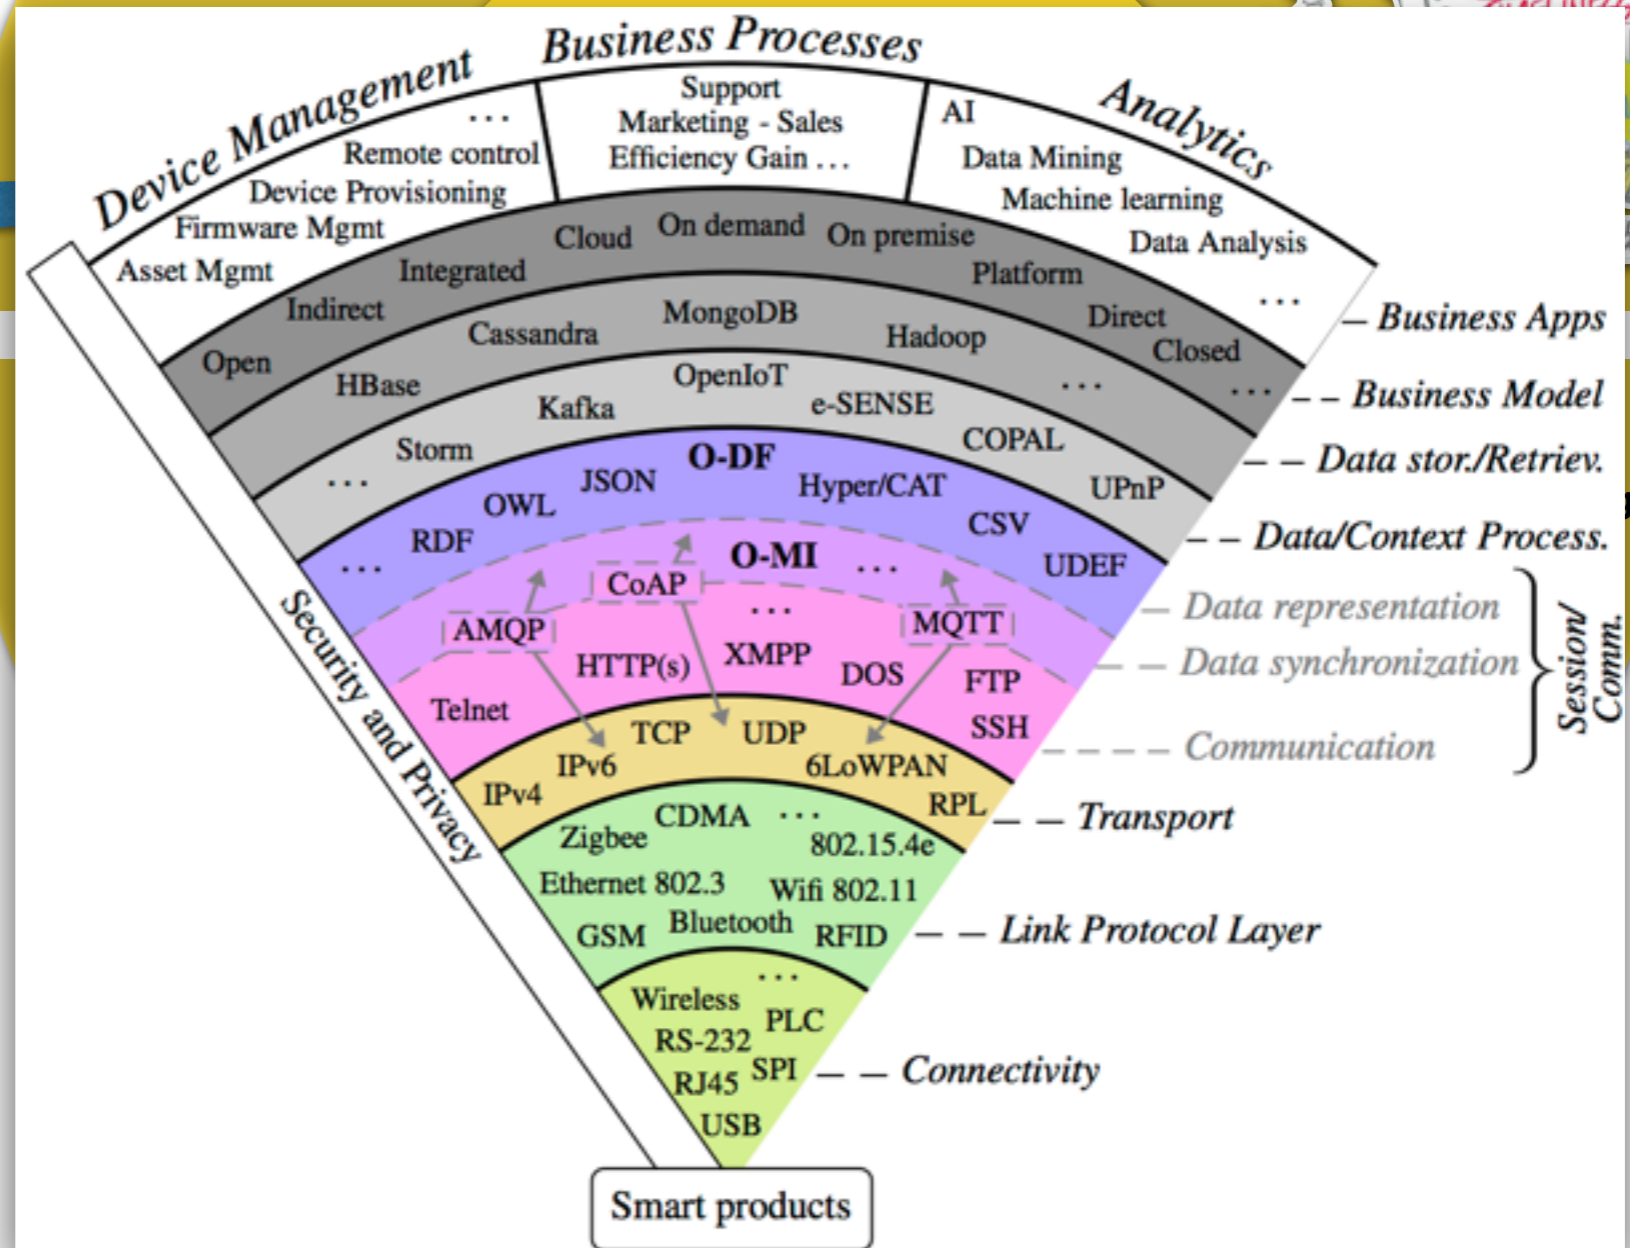 Business Processes
Device Management
Analytics
Support
Marketing - Sales
Efficiency Gain ...
...
Remote control
Device Provisioning
Firmware Mgmt
Asset Mgmt
AI
Data Mining
Machine learning
Data Analysis
...
Business Apps
Open
Indirect
Integrated
Cloud
On demand
On premise
Platform
Direct
Closed
...
Business Model
HBase
Cassandra
MongoDB
Hadoop
...
Data stor./Retriev.
...
Storm
Kafka
OpenIoT
e-SENSE
COPAL
UPnP
Data/Context Process.
...
RDF
OWL
JSON
O-DF
Hyper/CAT
CSV
UDEF
Data representation
O-MI
...
Data synchronization
AMQP
CoAP
MQTT
...
Telnet
HTTP(s)
XMPP
DOS
FTP
SSH
Communication
Session/
Comm.
IPv4
IPv6
TCP
UDP
6LoWPAN
RPL
Transport
Zigbee
CDMA
...
802.15.4e
Ethernet 802.3
Wifi 802.11
GSM
Bluetooth
RFID
Link Protocol Layer
...
Wireless
PLC
RS-232
SPI
RJ45
USB
Connectivity
Security and Privacy
Smart products